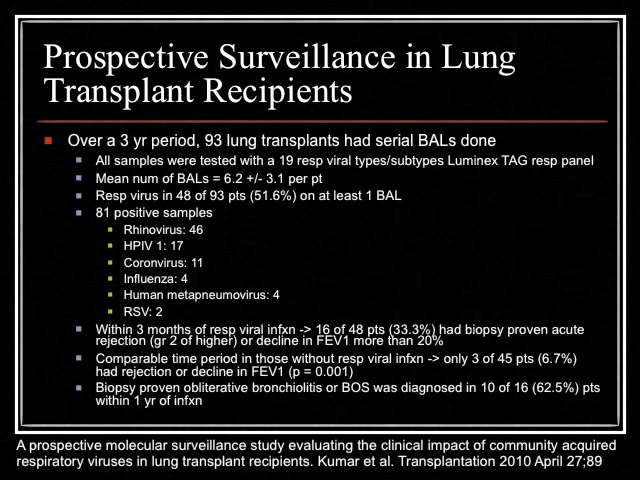 Prospective Surveillance in Lung
Transplant Recipients
Over a 3 yr period, 93 lung transplants had serial BALs done
All samples were tested with a 19 resp viral types/subtypes Luminex TAG resp panel
Mean num of BALs = 6.2 +/- 3.1 per pt
Resp virus in 48 of 93 pts (51.6%) on at least 1 BAL
81 positive samples
Rhinovirus: 46
HPIV 1: 17
Coronvirus: 11
Influenza: 4
Human metapneumovirus: 4
RSV: 2
Within 3 months of resp viral infxn -> 16 of 48 pts (33.3%) had biopsy proven acute
rejection (gr 2 of higher) or decline in FEV1 more than 20%
Comparable time period in those without resp viral infxn -> only 3 of 45 pts (6.7%)
had rejection or decline in FEV1 (p = 0.001)
Biopsy proven obliterative bronchiolitis or BOS was diagnosed in 10 of 16 (62.5%) pts
within 1 yr of infxn
A prospective molecular surveillance study evaluating the clinical impact of community acquired
respiratory viruses in lung transplant recipients. Kumar et al. Transplantation 2010 April 27;89